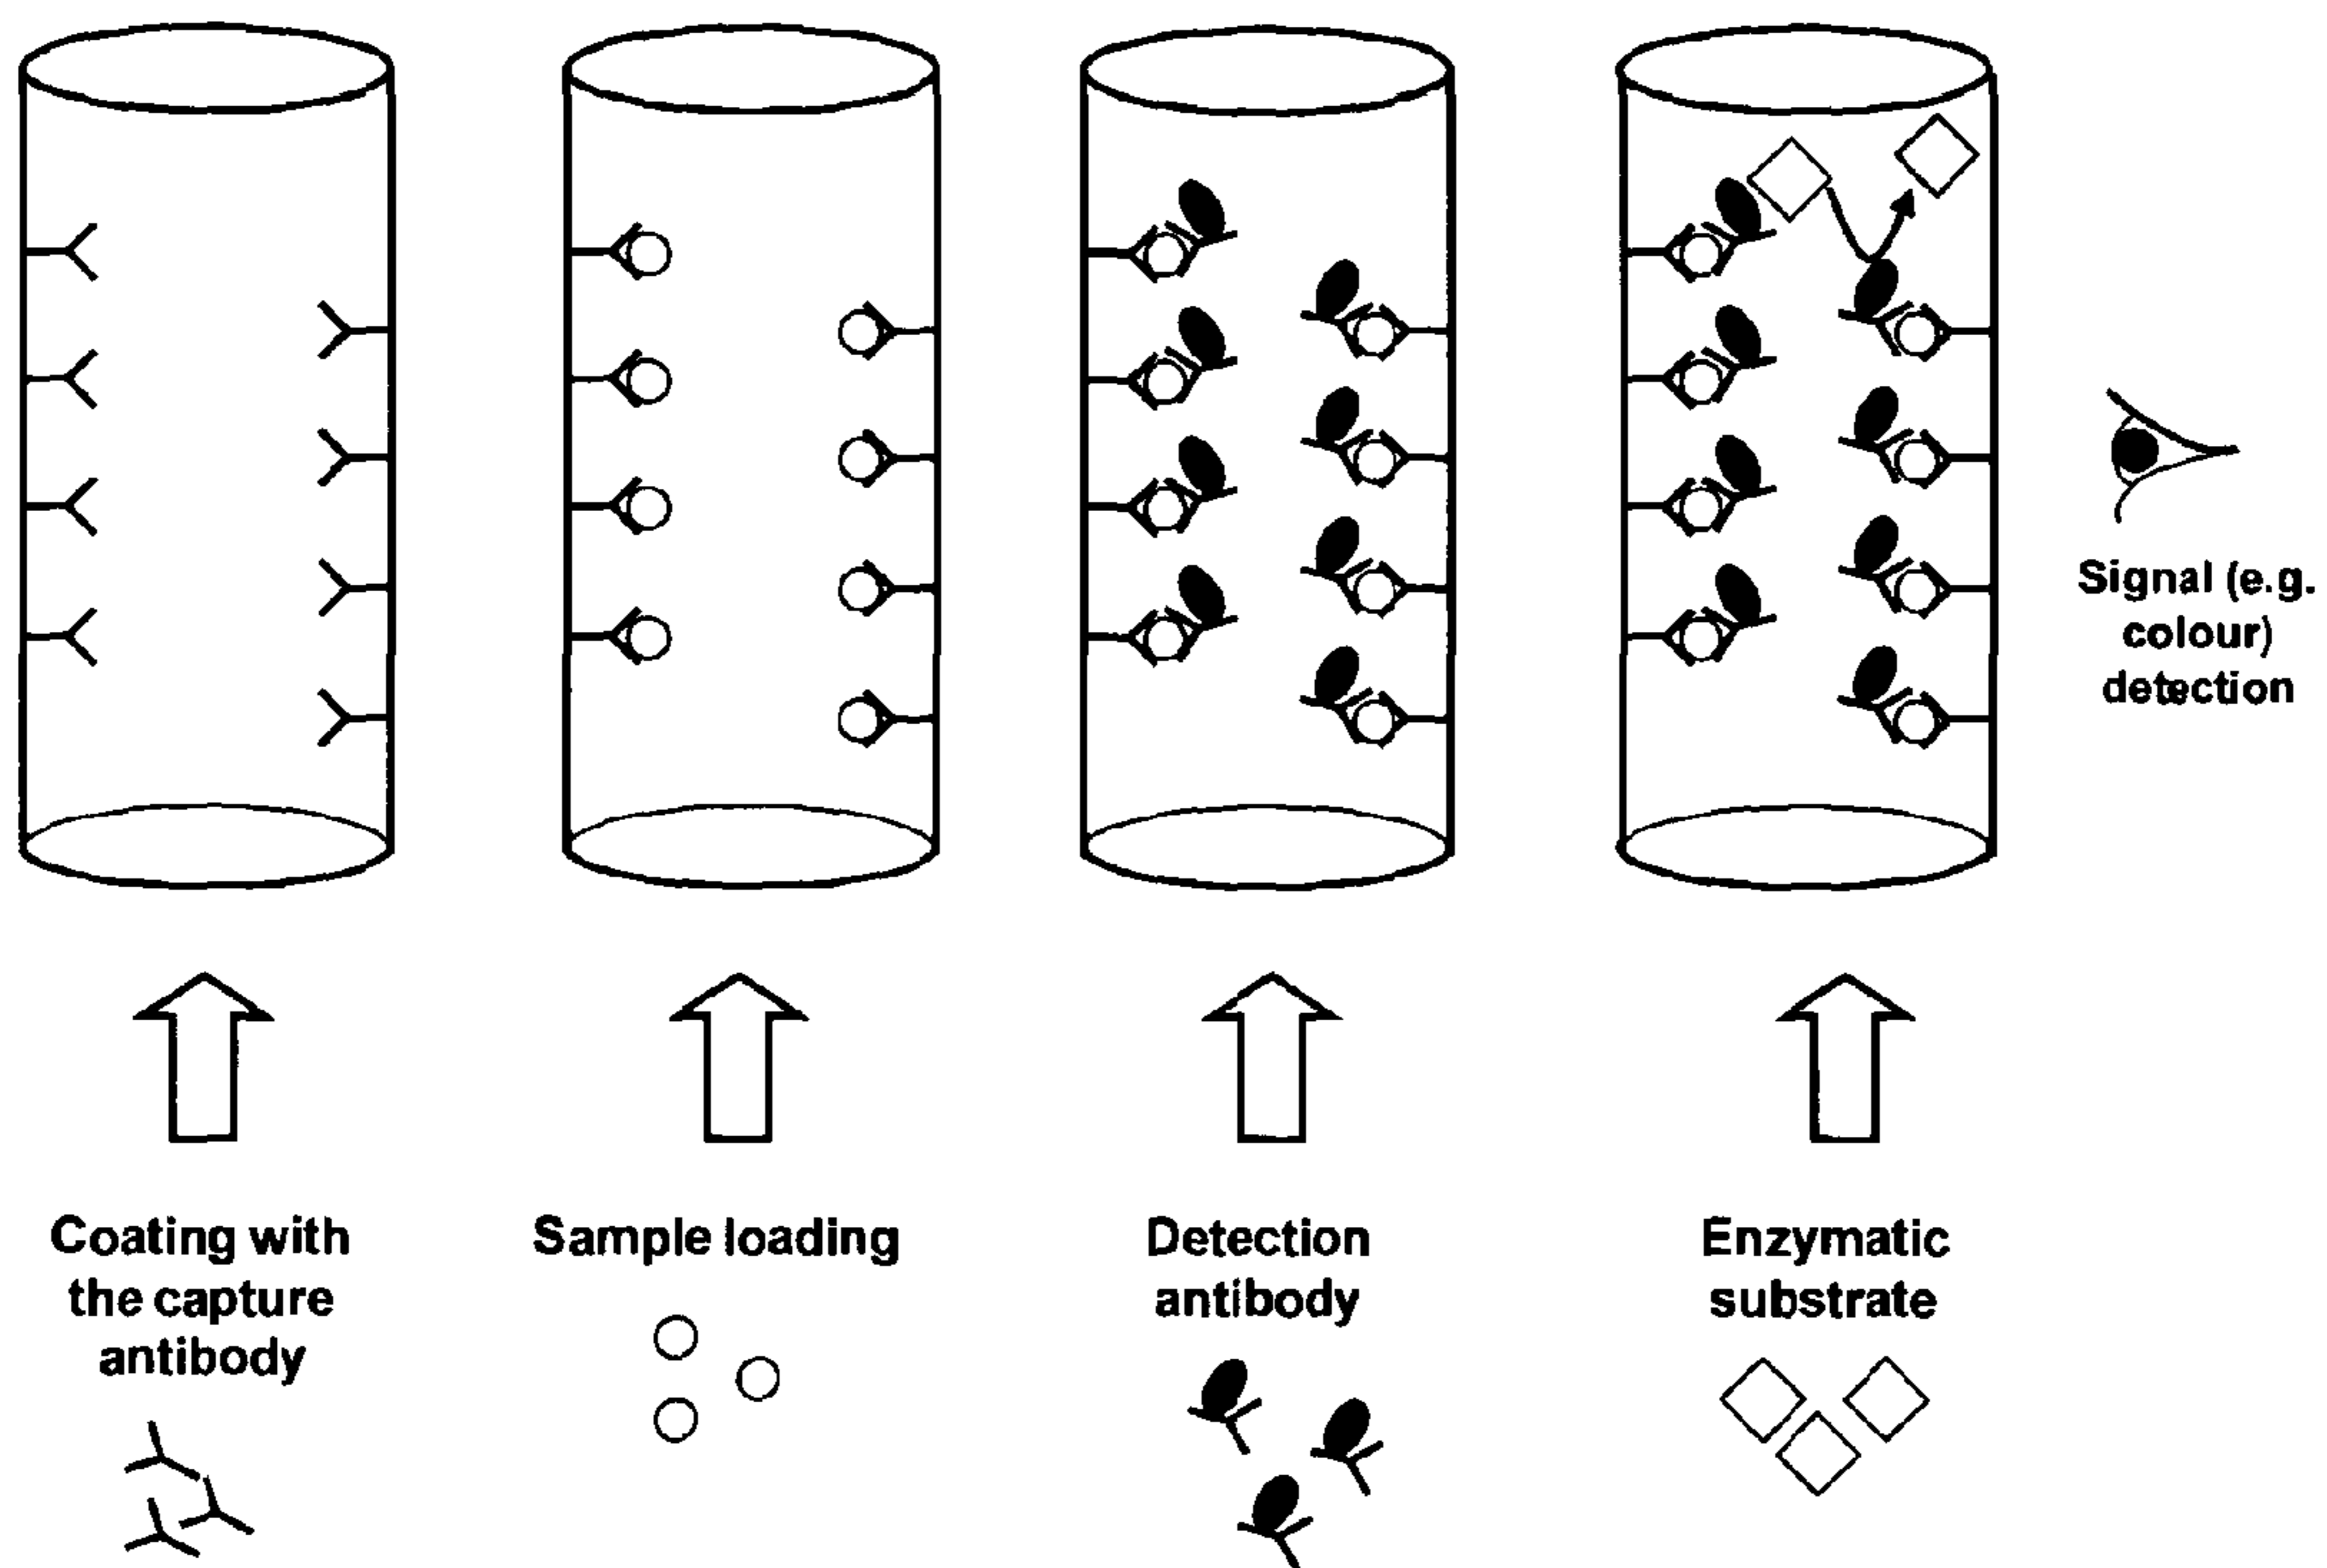 Signal (e.g.
colour)
detection
Coating with
the capture
antibody
Sample loading
Detection
antibody
Enzymatic
substrate